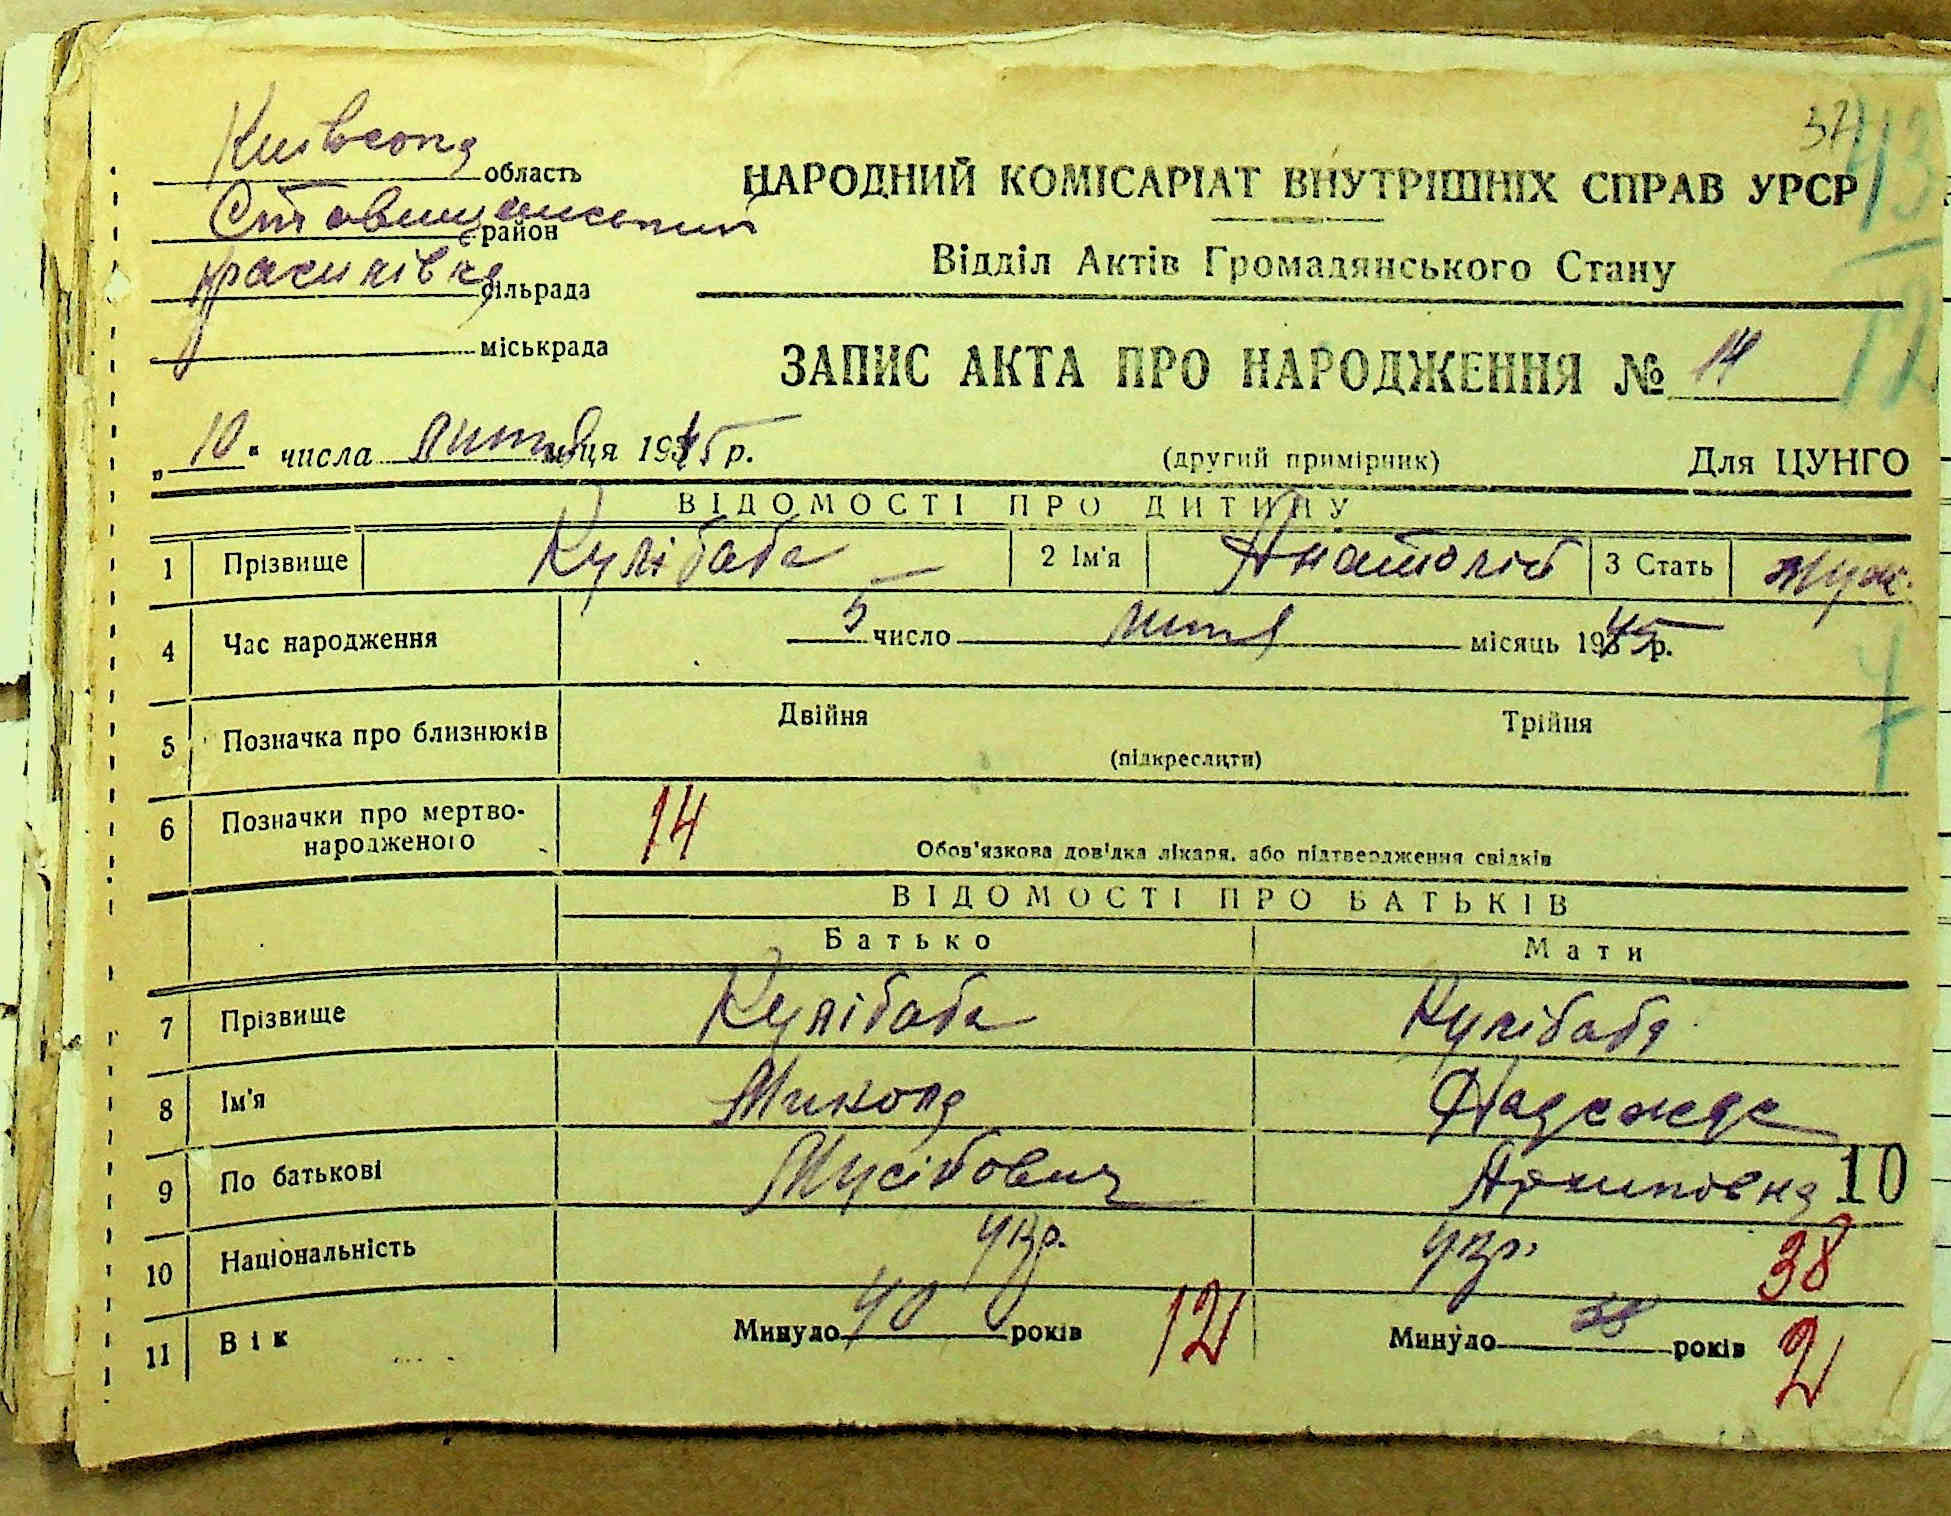 Київська область
Ставищанський район
Красилівка сільрада
міськрада
НАРОДНИЙ КОМІСАРІАТ ВНУТРІШНІХ СПРАВ УРСР
Відділ Актів Громадянського Стану
ЗАПИС АКТА ПРО НАРОДЖЕННЯ № 14
„10" числа місяця 1945 р.
(другий примірник) Для ЦУНГО
ВІДОМОСТІ ПРО ДИТИНУ
1 Прізвище Кулібаба 2 Ім'я Анатолій 3 Стать муж.
4 Час народження 5 число місяць 1945 р.
5 Позначка про близнюків Двійня Трійня
(підкреслити)
6 Позначки про мертво-
народженого 14 Обов'язкова довідка лікаря, або підтвердження свідків
ВІДОМОСТІ ПРО БАТЬКІВ
Батько Мати
7 Прізвище Кулібаба Кулібаба
8 Ім'я Микола Надежда
9 По батькові Мусійович Архиповна 10
10 Національність укр. укр. 38
11 Вік Минуло 40 років 12 Минуло 38 років 2